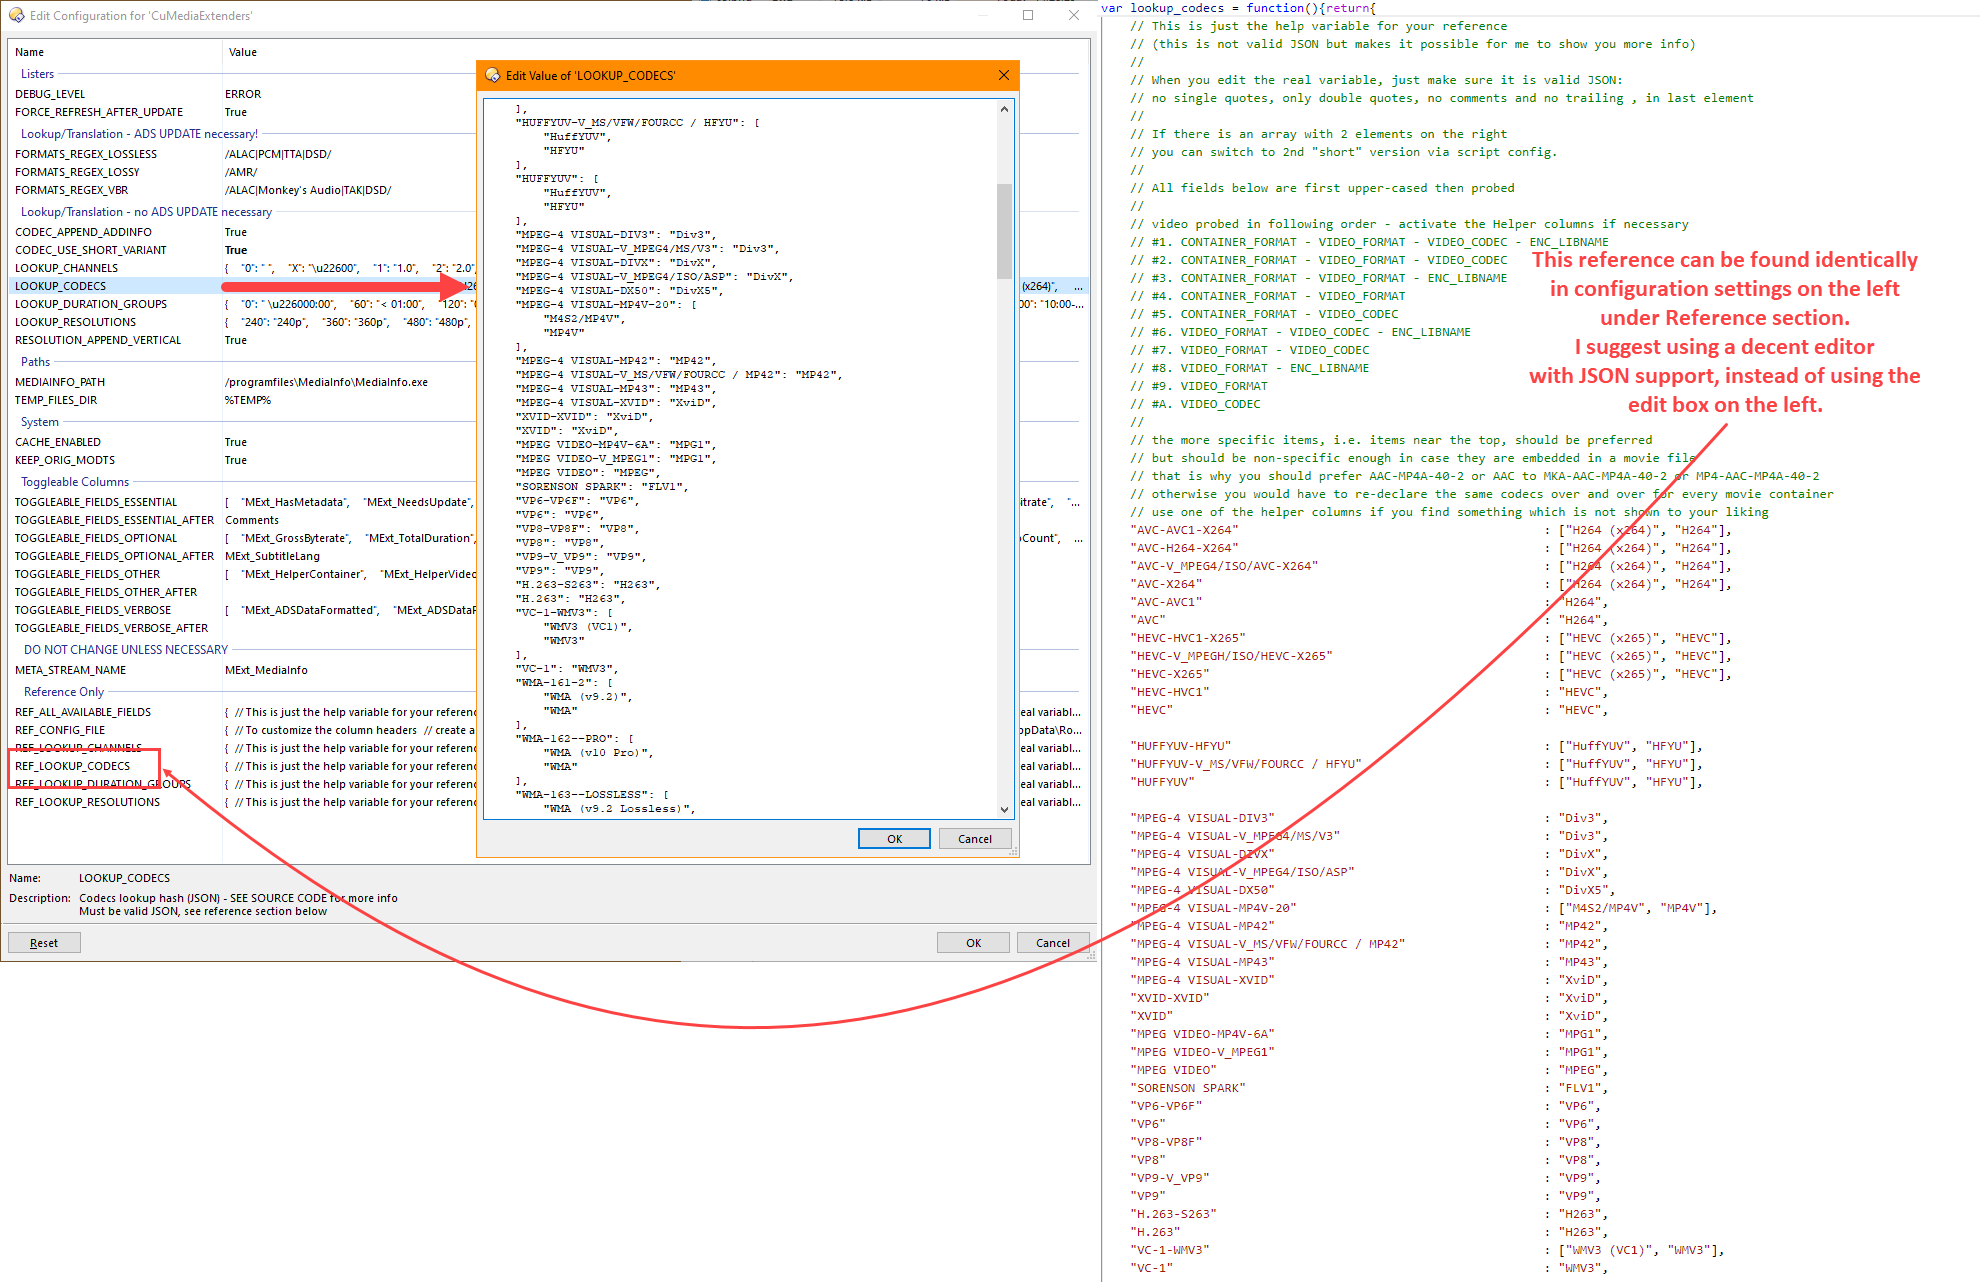 Edit Configuration for 'CuMediaExtenders'
Name Value
Listers
DEBUG_LEVEL ERROR
FORCE_REFRESH_AFTER_UPDATE True
Lookup/Translation - ADS UPDATE necessary!
FORMATS_REGEX_LOSSLESS /ALAC|PCM|TTA|DSD/
FORMATS_REGEX_LOSSY /AMR/
FORMATS_REGEX_VBR /ALAC|Monkey's Audio|TAK|DSD/
Lookup/Translation - no ADS UPDATE necessary
CODEC_APPEND_ADDINFO True
CODEC_USE_SHORT_VARIANT True
LOOKUP_CHANNELS { "0": " ", "X": "\u22600", "1": "1.0", "2": "2.0",
LOOKUP_CODECS (x264)", ...
LOOKUP_DURATION_GROUPS { "0": " \u226000:00", "60": "< 01:00", "120": 00": "10:00-...
LOOKUP_RESOLUTIONS { "240": "240p", "360": "360p", "480": "480p",
RESOLUTION_APPEND_VERTICAL True
Paths
MEDIAINFO_PATH /programfiles\MediaInfo\MediaInfo.exe
TEMP_FILES_DIR %TEMP%
System
CACHE_ENABLED True
KEEP_ORIG_MODTS True
Toggleable Columns
TOGGLEABLE_FIELDS_ESSENTIAL [ "MExt_HasMetadata", "MExt_NeedsUpdate", itrate", "...
TOGGLEABLE_FIELDS_ESSENTIAL_AFTER Comments
TOGGLEABLE_FIELDS_OPTIONAL [ "MExt_GrossByterate", "MExt_TotalDuration", oCount", ...
TOGGLEABLE_FIELDS_OPTIONAL_AFTER MExt_SubtitleLang
TOGGLEABLE_FIELDS_OTHER [ "MExt_HelperContainer", "MExt_HelperVideo
TOGGLEABLE_FIELDS_OTHER_AFTER
TOGGLEABLE_FIELDS_VERBOSE [ "MExt_ADSDataFormatted", "MExt_ADSDataR
TOGGLEABLE_FIELDS_VERBOSE_AFTER
DO NOT CHANGE UNLESS NECESSARY
META_STREAM_NAME MExt_MediaInfo
Reference Only
REF_ALL_AVAILABLE_FIELDS { // This is just the help variable for your referenc eal variabl...
REF_CONFIG_FILE { // To customize the column headers // create a ppData\Ro...
REF_LOOKUP_CHANNELS { // This is just the help variable for your referenc eal variabl...
REF_LOOKUP_CODECS { // This is just the help variable for your referenc eal variabl...
REF_LOOKUP_DURATION_GROUPS { // This is just the help variable for your referenc eal variabl...
REF_LOOKUP_RESOLUTIONS { // This is just the help variable for your referenc eal variabl...
Name: LOOKUP_CODECS
Description: Codecs lookup hash (JSON) - SEE SOURCE CODE for more info
Must be valid JSON, see reference section below
Reset OK Cancel
Edit Value of 'LOOKUP_CODECS'
],
"HUFFYUV-V_MS/VFW/FOURCC / HFYU": [
"HuffYUV",
"HFYU"
],
"HUFFYUV": [
"HuffYUV",
"HFYU"
],
"MPEG-4 VISUAL-DIV3": "Div3",
"MPEG-4 VISUAL-V_MPEG4/MS/V3": "Div3",
"MPEG-4 VISUAL-DIVX": "DivX",
"MPEG-4 VISUAL-V_MPEG4/ISO/ASP": "DivX",
"MPEG-4 VISUAL-DX50": "DivX5",
"MPEG-4 VISUAL-MP4V-20": [
"M4S2/MP4V",
"MP4V"
],
"MPEG-4 VISUAL-MP42": "MP42",
"MPEG-4 VISUAL-V_MS/VFW/FOURCC / MP42": "MP42",
"MPEG-4 VISUAL-MP43": "MP43",
"MPEG-4 VISUAL-XVID": "XviD",
"XVID-XVID": "XviD",
"XVID": "XviD",
"MPEG VIDEO-MP4V-6A": "MPG1",
"MPEG VIDEO-V_MPEG1": "MPG1",
"MPEG VIDEO": "MPEG",
"SORENSON SPARK": "FLV1",
"VP6-VP6F": "VP6",
"VP6": "VP6",
"VP8-VP8F": "VP8",
"VP8": "VP8",
"VP9-V_VP9": "VP9",
"VP9": "VP9",
"H.263-S263": "H263",
"H.263": "H263",
"VC-1-WMV3": [
"WMV3 (VC1)",
"WMV3"
],
"VC-1": "WMV3",
"WMA-161-2": [
"WMA (v9.2)",
"WMA"
],
"WMA-162--PRO": [
"WMA (v10 Pro)",
"WMA"
],
"WMA-163--LOSSLESS": [
"WMA (v9.2 Lossless)",
OK Cancel
var lookup_codecs = function(){return{
// This is just the help variable for your reference
// (this is not valid JSON but makes it possible for me to show you more info)
//
// When you edit the real variable, just make sure it is valid JSON:
// no single quotes, only double quotes, no comments and no trailing , in last element
//
// If there is an array with 2 elements on the right
// you can switch to 2nd "short" version via script config.
//
// All fields below are first upper-cased then probed
//
// video probed in following order - activate the Helper columns if necessary
// #1. CONTAINER_FORMAT - VIDEO_FORMAT - VIDEO_CODEC - ENC_LIBNAME
// #2. CONTAINER_FORMAT - VIDEO_FORMAT - VIDEO_CODEC
// #3. CONTAINER_FORMAT - VIDEO_FORMAT - ENC_LIBNAME
// #4. CONTAINER_FORMAT - VIDEO_FORMAT
// #5. CONTAINER_FORMAT - VIDEO_CODEC
// #6. VIDEO_FORMAT - VIDEO_CODEC - ENC_LIBNAME
// #7. VIDEO_FORMAT - VIDEO_CODEC
// #8. VIDEO_FORMAT - ENC_LIBNAME
// #9. VIDEO_FORMAT
// #A. VIDEO_CODEC
//
// the more specific items, i.e. items near the top, should be preferred
// but should be non-specific enough in case they are embedded in a movie file
// that is why you should prefer AAC-MP4A-40-2 or AAC to MKA-AAC-MP4A-40-2 or MP4-AAC-MP4A-40-2
// otherwise you would have to re-declare the same codecs over and over for every movie container
// use one of the helper columns if you find something which is not shown to your liking
"AVC-AVC1-X264" : ["H264 (x264)", "H264"],
"AVC-H264-X264" : ["H264 (x264)", "H264"],
"AVC-V_MPEG4/ISO/AVC-X264" : ["H264 (x264)", "H264"],
"AVC-X264" : ["H264 (x264)", "H264"],
"AVC-AVC1" : "H264",
"AVC" : "H264",
"HEVC-HVC1-X265" : ["HEVC (x265)", "HEVC"],
"HEVC-V_MPEGH/ISO/HEVC-X265" : ["HEVC (x265)", "HEVC"],
"HEVC-X265" : ["HEVC (x265)", "HEVC"],
"HEVC-HVC1" : "HEVC",
"HEVC" : "HEVC",
"HUFFYUV-HFYU" : ["HuffYUV", "HFYU"],
"HUFFYUV-V_MS/VFW/FOURCC / HFYU" : ["HuffYUV", "HFYU"],
"HUFFYUV" : ["HuffYUV", "HFYU"],
"MPEG-4 VISUAL-DIV3" : "Div3",
"MPEG-4 VISUAL-V_MPEG4/MS/V3" : "Div3",
"MPEG-4 VISUAL-DIVX" : "DivX",
"MPEG-4 VISUAL-V_MPEG4/ISO/ASP" : "DivX",
"MPEG-4 VISUAL-DX50" : "DivX5",
"MPEG-4 VISUAL-MP4V-20" : ["M4S2/MP4V", "MP4V"],
"MPEG-4 VISUAL-MP42" : "MP42",
"MPEG-4 VISUAL-V_MS/VFW/FOURCC / MP42" : "MP42",
"MPEG-4 VISUAL-MP43" : "MP43",
"MPEG-4 VISUAL-XVID" : "XviD",
"XVID-XVID" : "XviD",
"XVID" : "XviD",
"MPEG VIDEO-MP4V-6A" : "MPG1",
"MPEG VIDEO-V_MPEG1" : "MPG1",
"MPEG VIDEO" : "MPEG",
"SORENSON SPARK" : "FLV1",
"VP6-VP6F" : "VP6",
"VP6" : "VP6",
"VP8-VP8F" : "VP8",
"VP8" : "VP8",
"VP9-V_VP9" : "VP9",
"VP9" : "VP9",
"H.263-S263" : "H263",
"H.263" : "H263",
"VC-1-WMV3" : ["WMV3 (VC1)", "WMV3"],
"VC-1" : "WMV3",
This reference can be found identically
in configuration settings on the left
under Reference section.
I suggest using a decent editor
with JSON support, instead of using the
edit box on the left.